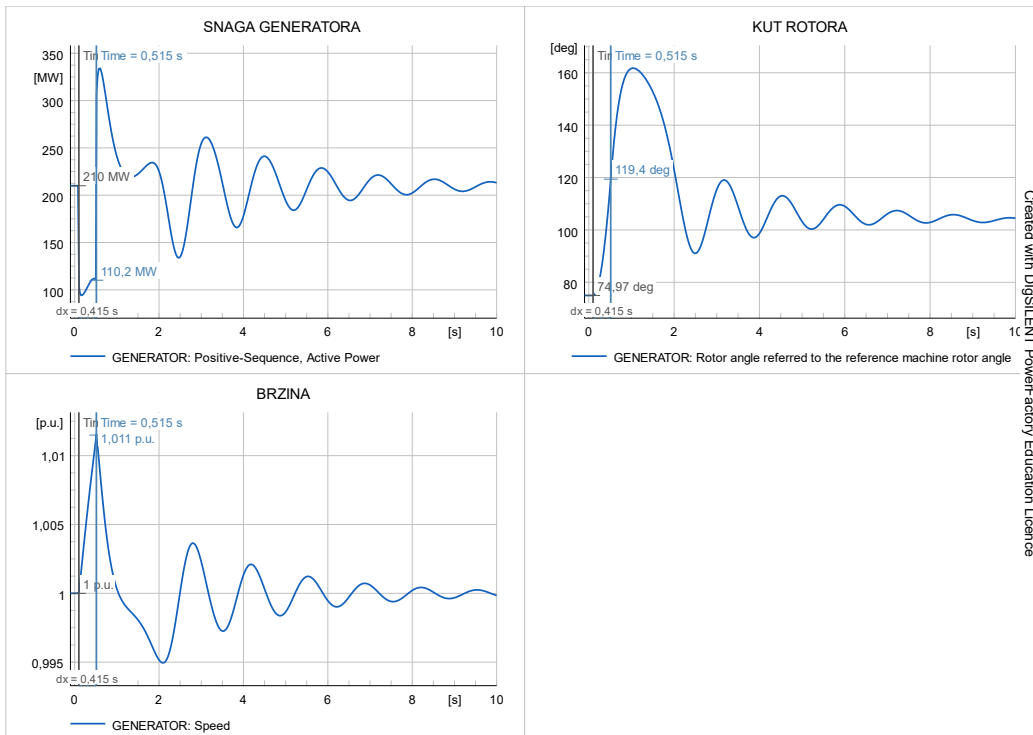 SNAGA GENERATORA
350
[MW]
300
250
200
150
100
Tin
Time = 0,515 s
210 MW
110,2 MW
dx = 0,415 s
0
2
4
6
8
[s]
10
GENERATOR: Positive-Sequence, Active Power
KUT ROTORA
[deg]
160
140
120
100
80
Tin
Time = 0,515 s
119,4 deg
74,97 deg
dx = 0,415 s
0
2
4
6
8
[s]
10
GENERATOR: Rotor angle referred to the reference machine rotor angle
BRZINA
[p.u.]
1,01
1,005
1
0,995
Tin
Time = 0,515 s
1,011 p.u.
1 p.u.
dx = 0,415 s
0
2
4
6
8
[s]
10
GENERATOR: Speed
Created with DIgSILENT PowerFactory Education Licence